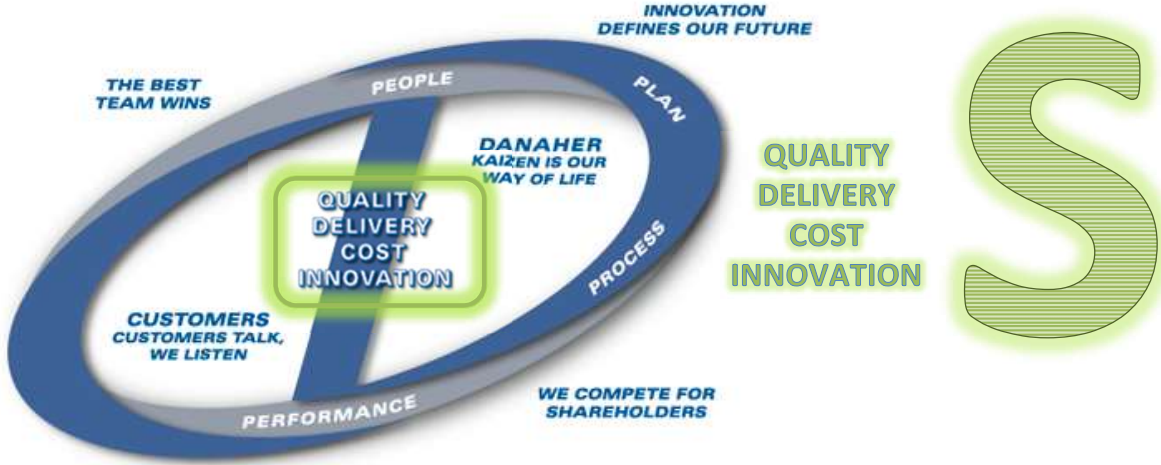 INNOVATION
DEFINES OUR FUTURE
THE BEST
TEAM WINS
PEOPLE
PLAN
DANAHER
KAIZEN IS OUR
WAY OF LIFE
QUALITY
DELIVERY
COST
INNOVATION
PROCESS
CUSTOMERS
CUSTOMERS TALK,
WE LISTEN
PERFORMANCE
WE COMPETE FOR
SHAREHOLDERS
QUALITY
DELIVERY
COST
INNOVATION
S